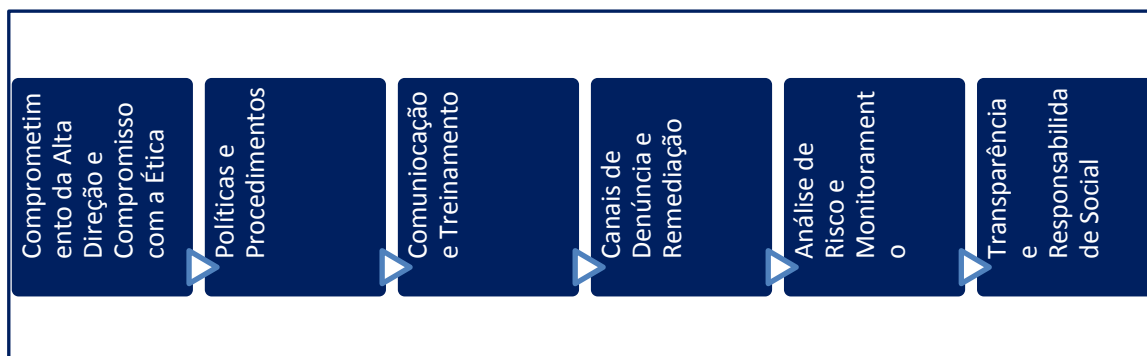 Comprometim
ento da Alta
Direção e
Compromisso
com a Ética
Políticas e
Procedimentos
Comuniocação
e Treinamento
Canais de
Denúncia e
Remediação
Análise de
Risco e
Monitorament
o
Transparência
e
Responsabilida
de Social